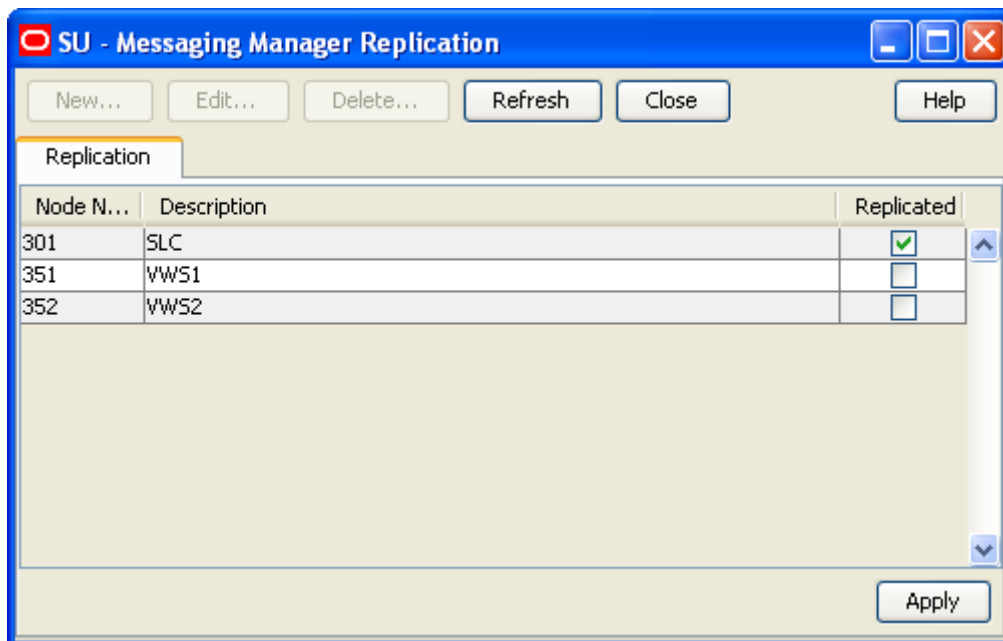 SU - Messaging Manager Replication
New... Edit... Delete... Refresh Close Help
Replication
Node N... Description Replicated
301 SLC
351 VWS1
352 VWS2
Apply